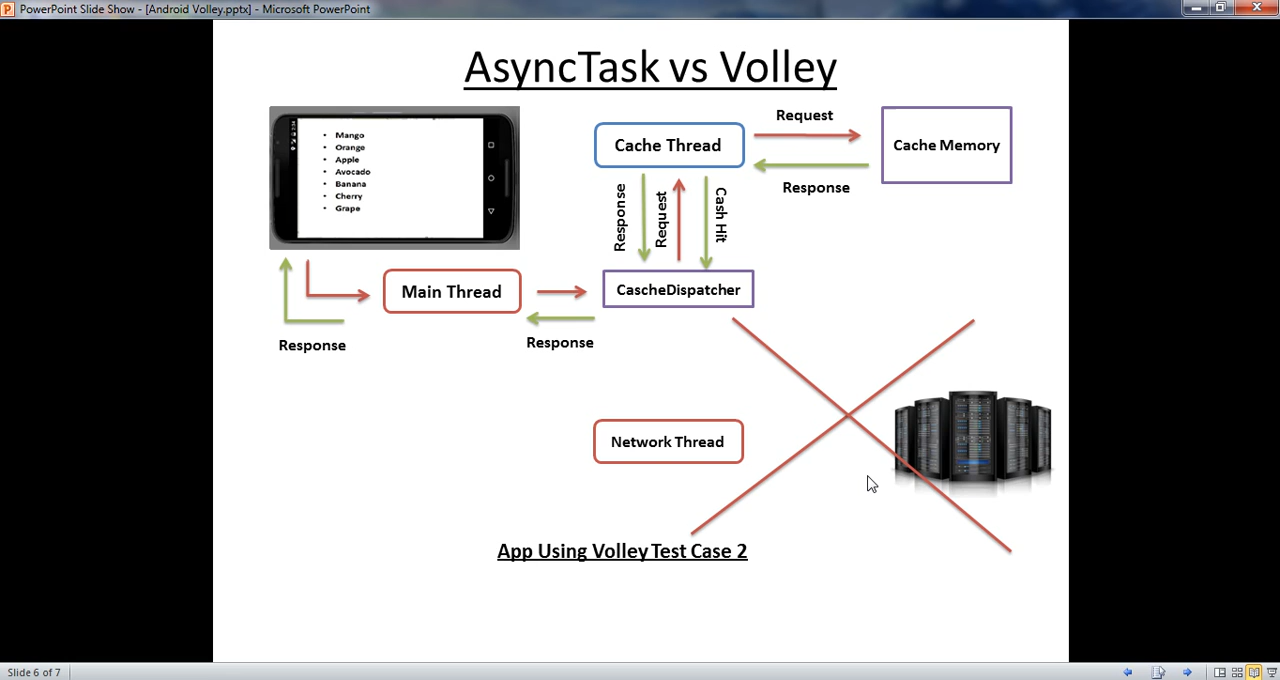 PowerPoint Slide Show - [Android Volley.pptx] - Microsoft PowerPoint
AsyncTask vs Volley
• Mango
• Orange
• Apple
• Avocado
• Banana
• Cherry
• Grape
Cache Thread
Request
Response
Cache Memory
Response
Request
Cash Hit
Main Thread
CascheDispatcher
Response
Response
Network Thread
App Using Volley Test Case 2
Slide 6 of 7